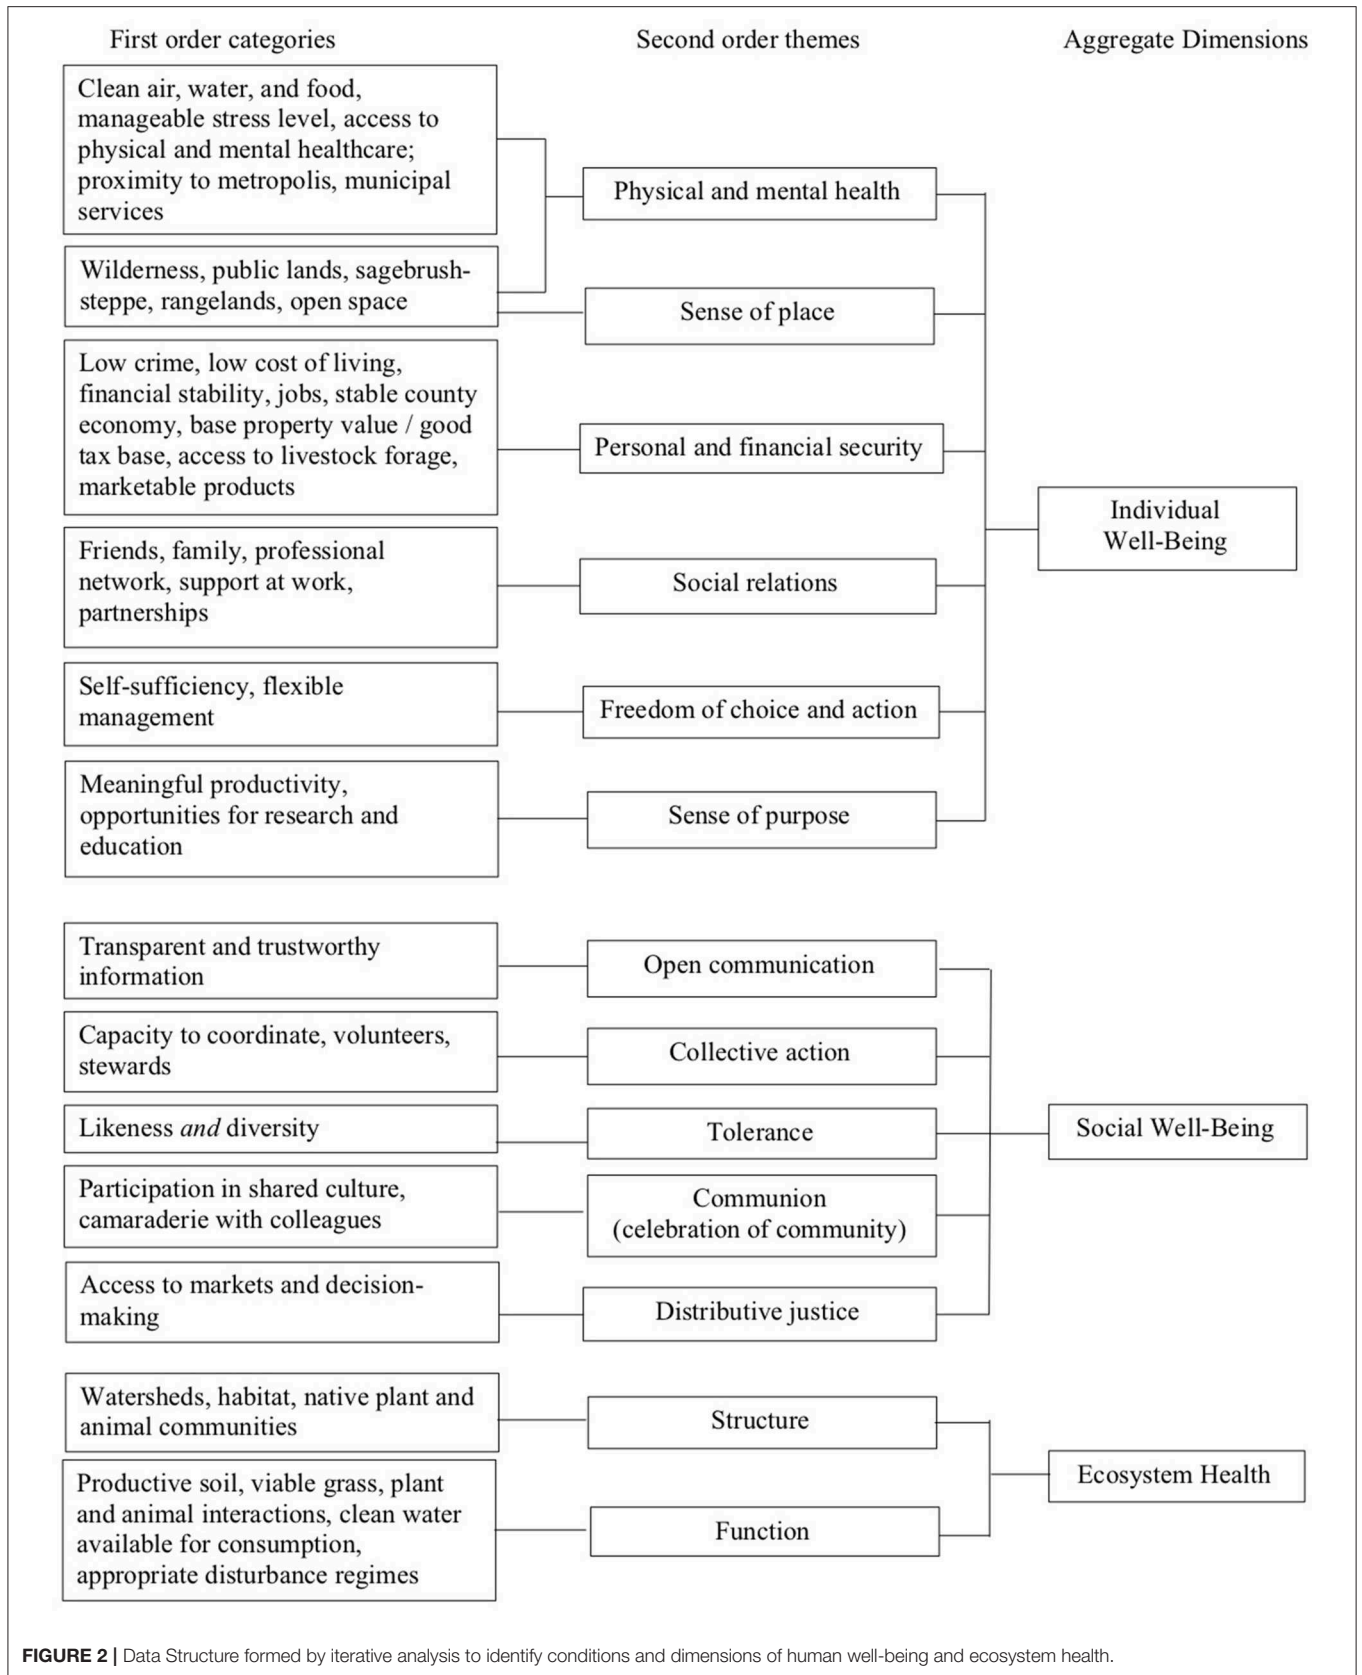 First order categories
Second order themes
Aggregate Dimensions
Clean air, water, and food,
manageable stress level, access to
physical and mental healthcare;
proximity to metropolis, municipal
services
Physical and mental health
Wilderness, public lands, sagebrush-
steppe, rangelands, open space
Sense of place
Low crime, low cost of living,
financial stability, jobs, stable county
economy, base property value / good
tax base, access to livestock forage,
marketable products
Personal and financial security
Individual
Well-Being
Friends, family, professional
network, support at work,
partnerships
Social relations
Self-sufficiency, flexible
management
Freedom of choice and action
Meaningful productivity,
opportunities for research and
education
Sense of purpose
Transparent and trustworthy
information
Open communication
Capacity to coordinate, volunteers,
stewards
Collective action
Likeness and diversity
Tolerance
Social Well-Being
Participation in shared culture,
camaraderie with colleagues
Communion
(celebration of community)
Access to markets and decision-
making
Distributive justice
Watersheds, habitat, native plant and
animal communities
Structure
Ecosystem Health
Productive soil, viable grass, plant
and animal interactions, clean water
available for consumption,
appropriate disturbance regimes
Function
FIGURE 2 | Data Structure formed by iterative analysis to identify conditions and dimensions of human well-being and ecosystem health.